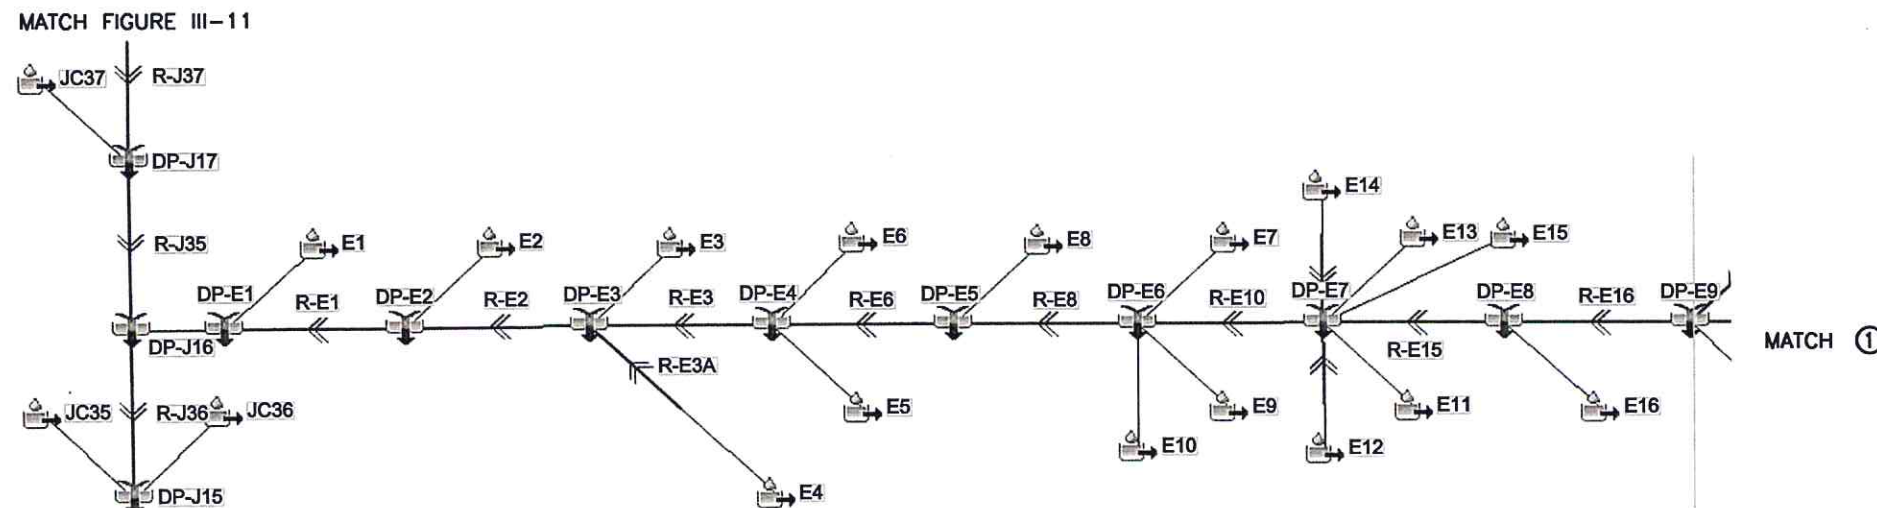 MATCH FIGURE III-11
JC37
R-J37
DP-J17
E14
R-J35
E1
E2
E3
E6
E8
E7
E13
E15
DP-E1
R-E1
DP-E2
R-E2
DP-E3
R-E3
DP-E4
R-E6
DP-E5
R-E8
DP-E6
R-E10
DP-E7
DP-E8
R-E16
DP-E9
DP-J16
R-E3A
R-E15
MATCH 1
JC35
R-J36
JC36
E5
E9
E11
E16
E10
E12
DP-J15
E4